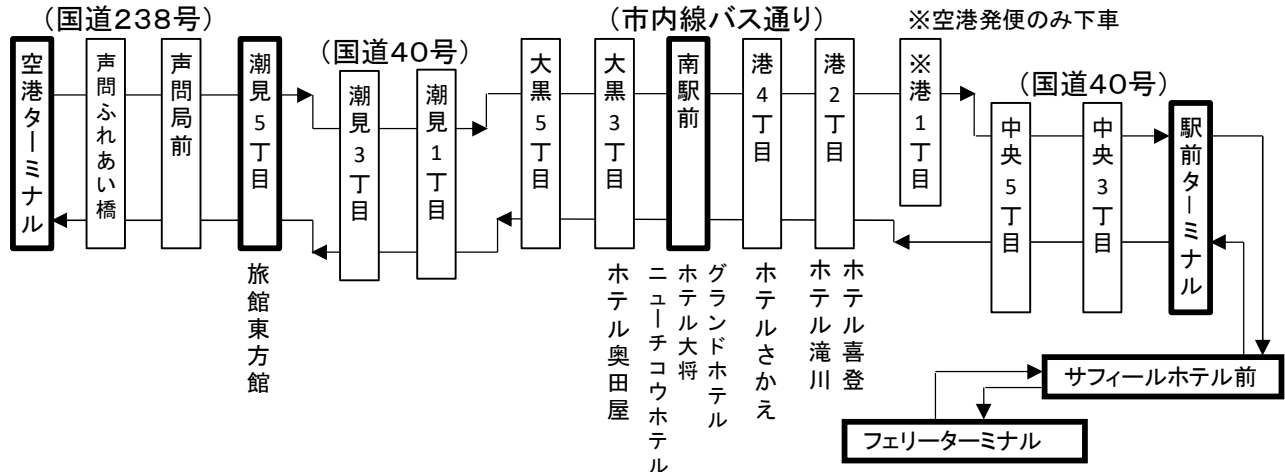 (国道238号)
(市内線バス通り)
※空港発便のみ下車
(国道40号)
(国道40号)
空港ターミナル
声問ふれあい橋
声問局前
潮見5丁目
潮見3丁目
潮見1丁目
大黒5丁目
大黒3丁目
南駅前
港4丁目
港2丁目
※港1丁目
中央5丁目
中央3丁目
駅前ターミナル
旅館東方館
ホテル奥田屋
ニューチコウホテル
ホテル大将
グランドホテル
ホテルさかえ
ホテル滝川
ホテル喜登
サフィールホテル前
フェリーターミナル